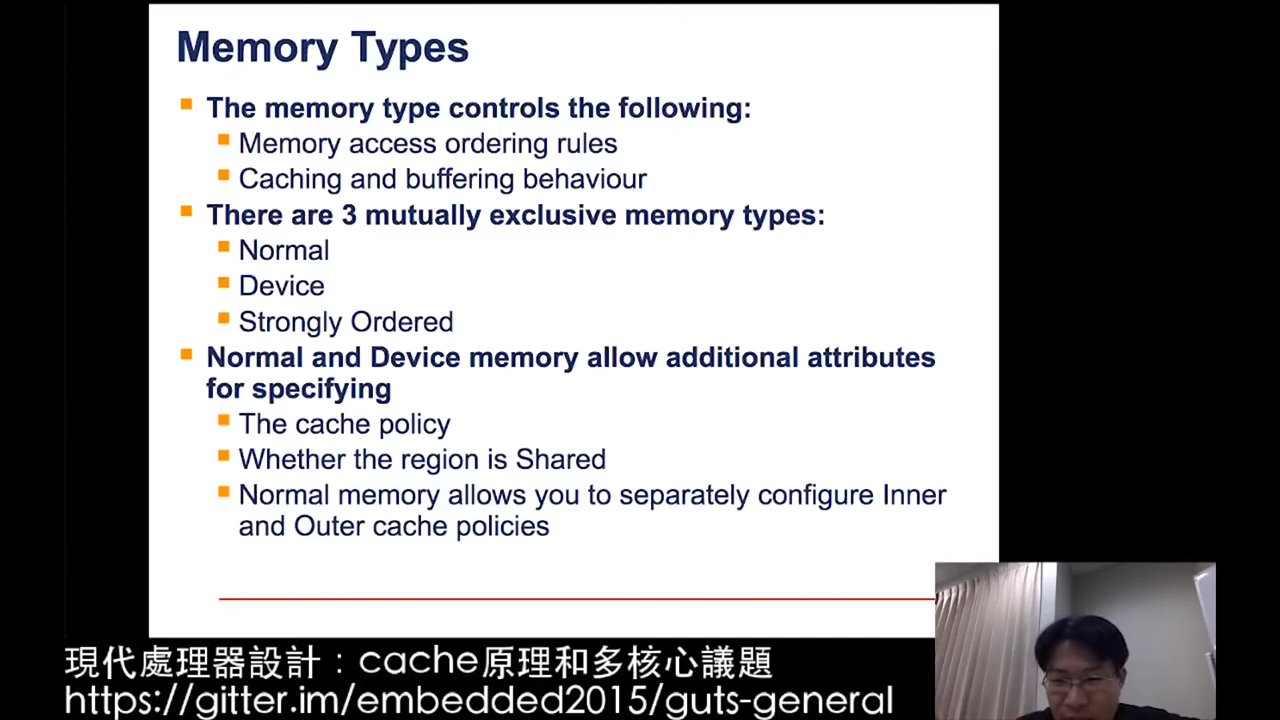 Memory Types
The memory type controls the following:
Memory access ordering rules
Caching and buffering behaviour
There are 3 mutually exclusive memory types:
Normal
Device
Strongly Ordered
Normal and Device memory allow additional attributes
for specifying
The cache policy
Whether the region is Shared
Normal memory allows you to separately configure Inner
and Outer cache policies
現代處理器設計：cache原理和多核心議題
https://gitter.im/embedded2015/guts-general